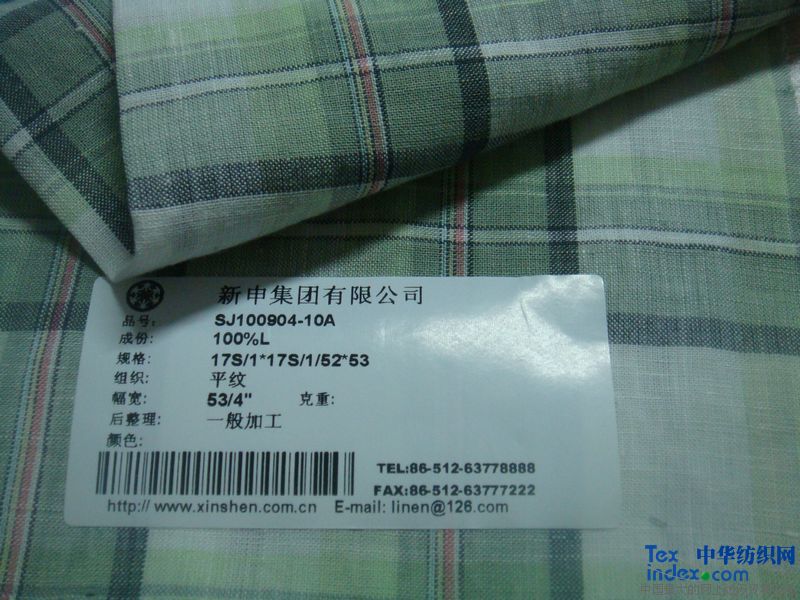 新申集团有限公司
品号: SJ100904-10A
成份: 100%L
规格: 17S/1*17S/1/52*53
组织: 平纹
幅宽: 53/4" 克重:
后整理: 一般加工
颜色:
TEL:86-512-63778888
FAX:86-512-63777222
http://www.xinshen.com.cn E-mail: linen@126.com
Tex 中华纺织网
index.com